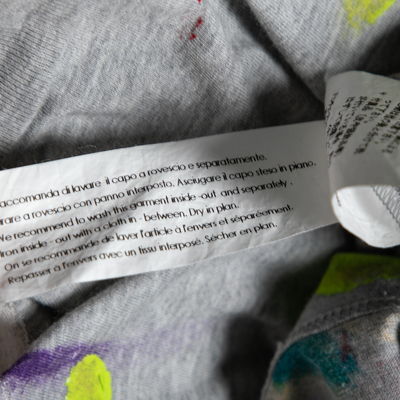 accomanda di lavare il capo a rovescio e separatamente.
rare a rovescio con panno interposto. Asciugare il capo steso in piano.
We recommend to wash this garment inside -out and separately -
Iron inside - out with a cloth in - between. Dry in plan.
On se recommande de laver l'article à l'envers et séparément.
Repasser à l'envers avec un tissu interposé. Sécher en plan.